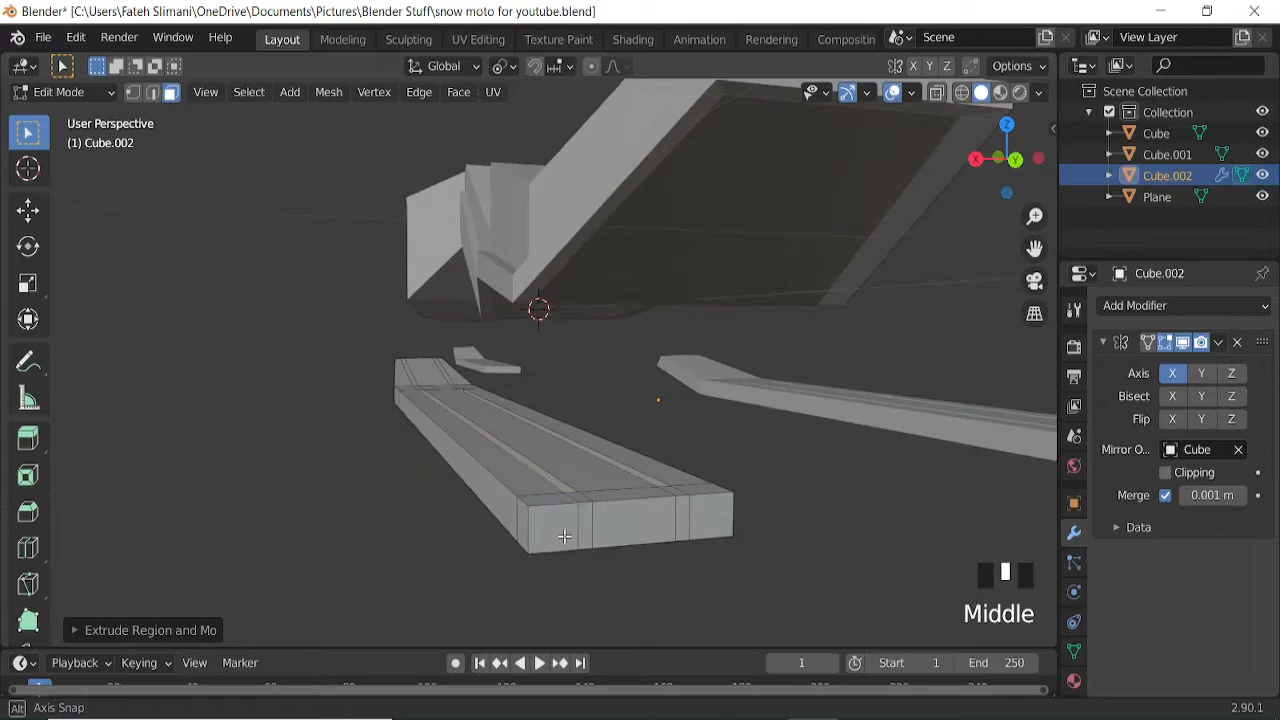 Blender* [C:\Users\Fateh Slimani\OneDrive\Documents\Pictures\Blender Stuff\snow moto for youtube.blend]
File Edit Render Window Help Layout Modeling Sculpting UV Editing Texture Paint Shading Animation Rendering Compositin Scene View Layer
Global X Y Z Options
Edit Mode View Select Add Mesh Vertex Edge Face UV
Scene Collection
Collection
Cube
Cube.001
Cube.002
Plane
User Perspective
(1) Cube.002
Z
X
Y
Cube.002
Add Modifier
Axis X Y Z
Bisect X Y Z
Flip X Y Z
Mirror O... Cube
Clipping
Merge 0.001 m
Data
Middle
Extrude Region and Mo
Playback Keying View Marker 1 Start 1 End 250
Alt Axis Snap 2.90.1